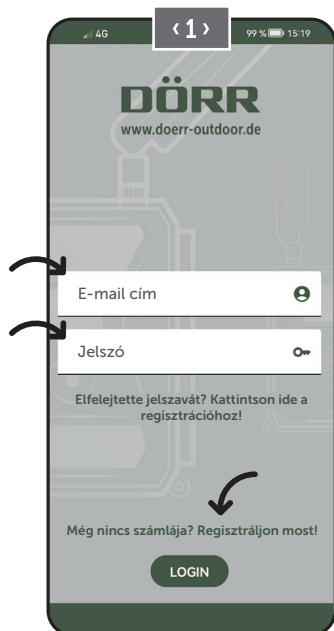 4G
‹ 1 ›
99 % 15:19
DÖRR
www.doerr-outdoor.de
E-mail cím
Jelszó
Elfelejtette jelszavát? Kattintson ide a
regisztrációhoz!
Még nincs számlája? Regisztráljon most!
LOGIN